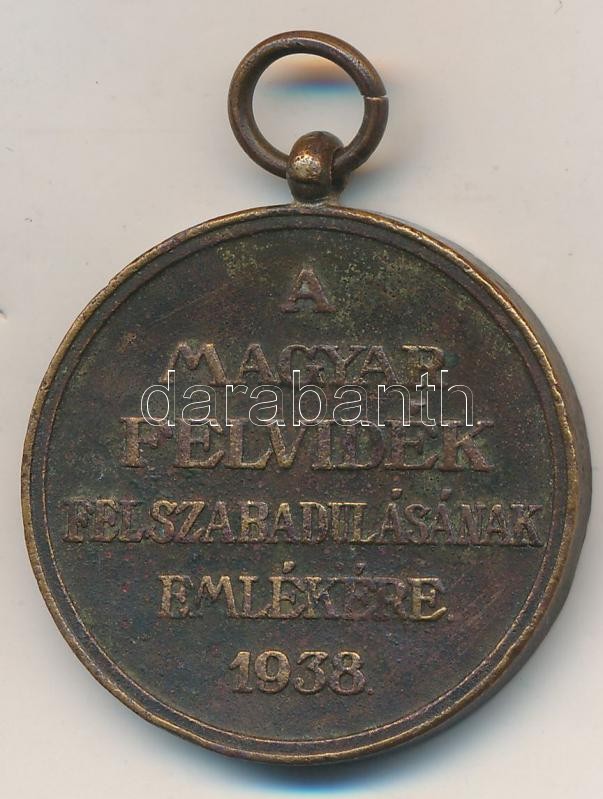 A
MAGYAR
darabanth
FELVIDÉK
FELSZABADULÁSÁNAK
EMLÉKÉRE.
1938.